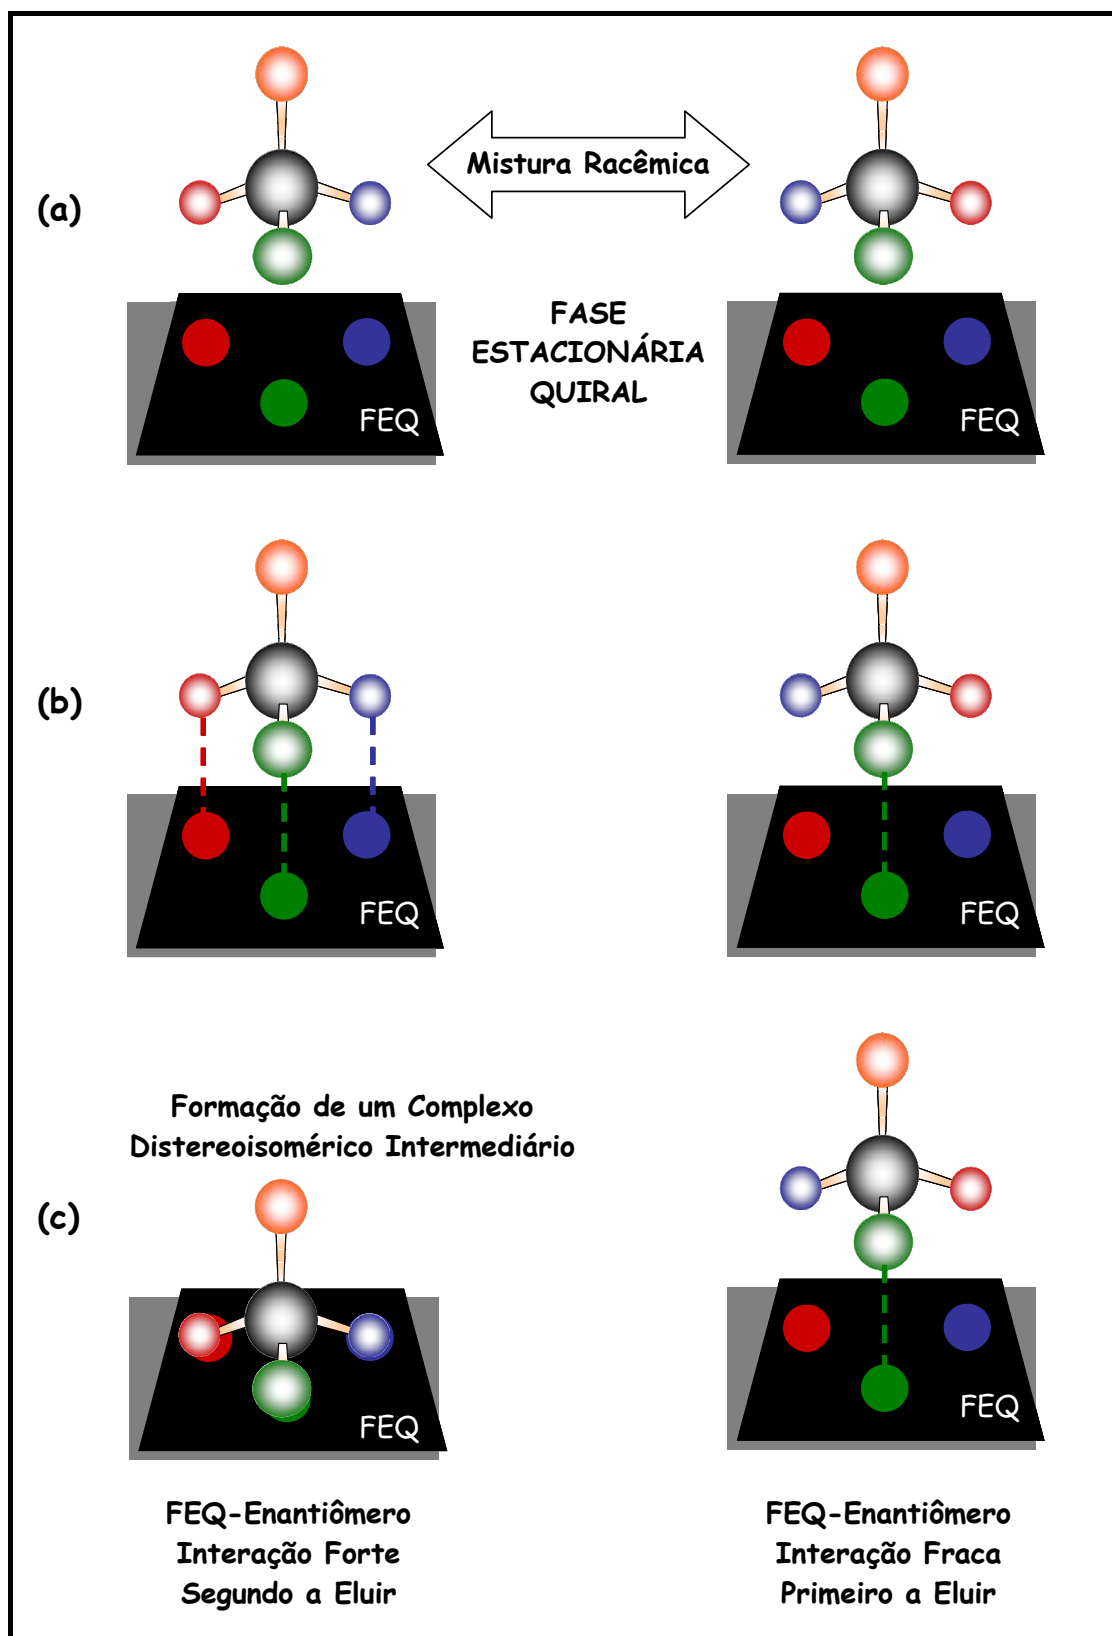 Mistura Racêmica
(a)
FASE
ESTACIONÁRIA
QUIRAL
FEQ
FEQ
(b)
FEQ
FEQ
Formação de um Complexo
Distereoisomérico Intermediário
(c)
FEQ
FEQ
FEQ-Enantiômero
Interação Forte
Segundo a Eluir
FEQ-Enantiômero
Interação Fraca
Primeiro a Eluir